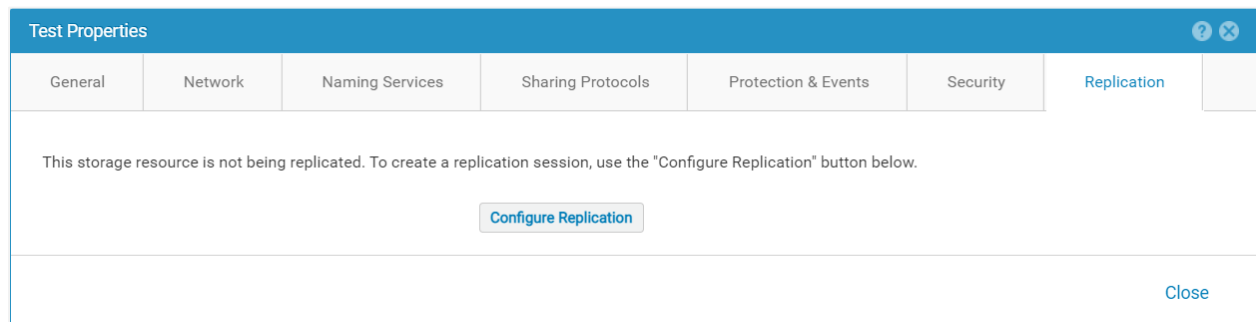 Test Properties
General Network Naming Services Sharing Protocols Protection & Events Security Replication
This storage resource is not being replicated. To create a replication session, use the "Configure Replication" button below.
Configure Replication
Close